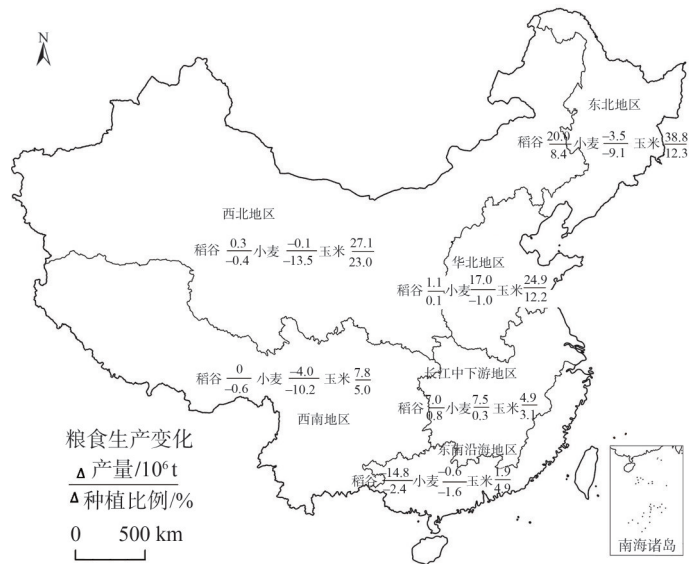 N
东北地区
稻谷 20.0/8.4 小麦 −3.5/−9.1 玉米 38.8/12.3
西北地区
稻谷 0.3/−0.4 小麦 −0.1/−13.5 玉米 27.1/23.0
华北地区
稻谷 1.1/0.1 小麦 17.0/−1.0 玉米 24.9/12.2
稻谷 0/−0.6 小麦 −4.0/−10.2 玉米 7.8/5.0
西南地区
长江中下游地区
稻谷 7.0/0.8 小麦 7.5/0.3 玉米 4.9/3.1
东南沿海地区
稻谷 −14.8/−2.4 小麦 −0.6/−1.6 玉米 1.9/4.9
粮食生产变化
Δ 产量/10⁶ t
Δ 种植比例/%
0 500 km
南海诸岛